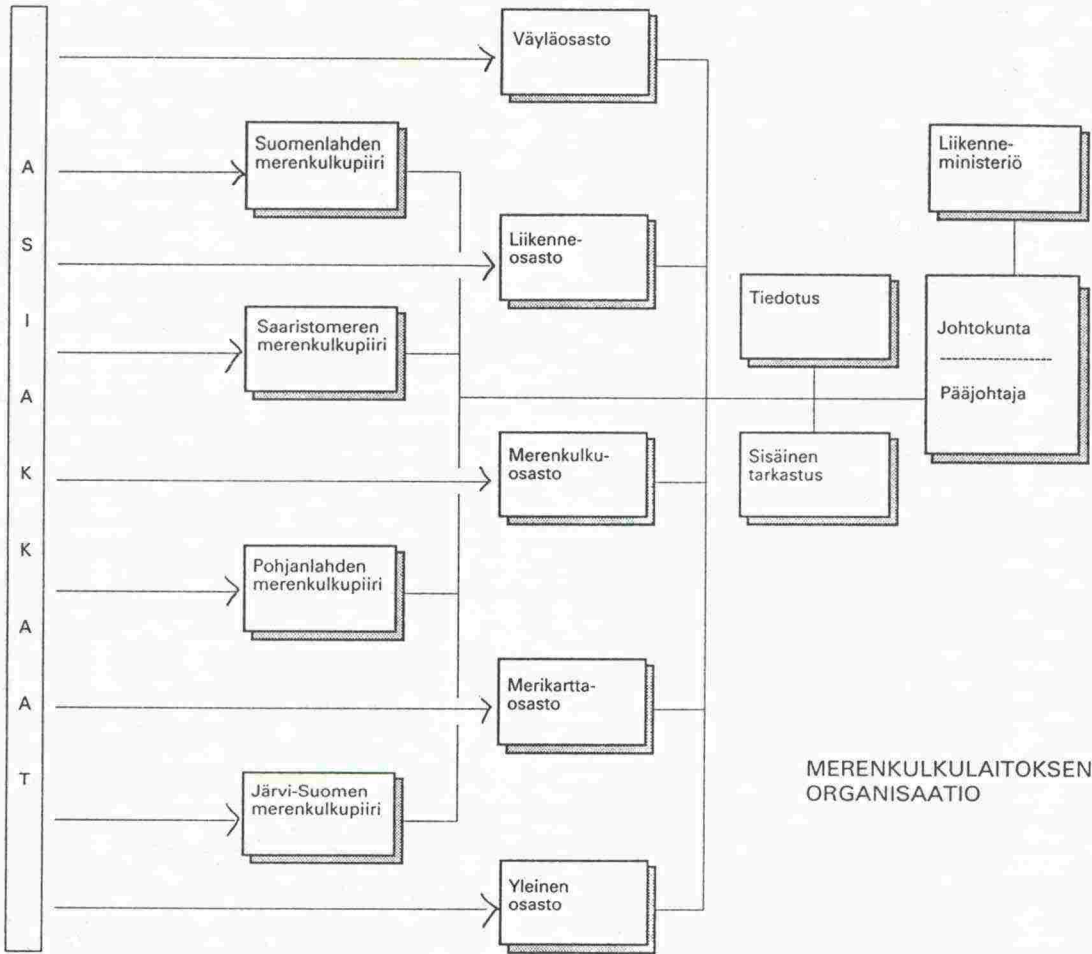 A
S
I
A
K
K
A
A
T
Väyläosasto
Suomenlahden
merenkulkupiiri
Liikenne-
osasto
Saaristomeren
merenkulkupiiri
Merenkulku-
osasto
Pohjanlahden
merenkulkupiiri
Merikartta-
osasto
Järvi-Suomen
merenkulkupiiri
Yleinen
osasto
Tiedotus
Sisäinen
tarkastus
Liikenne-
ministeriö
Johtokunta
Pääjohtaja
MERENKULKULAITOKSEN
ORGANISAATIO